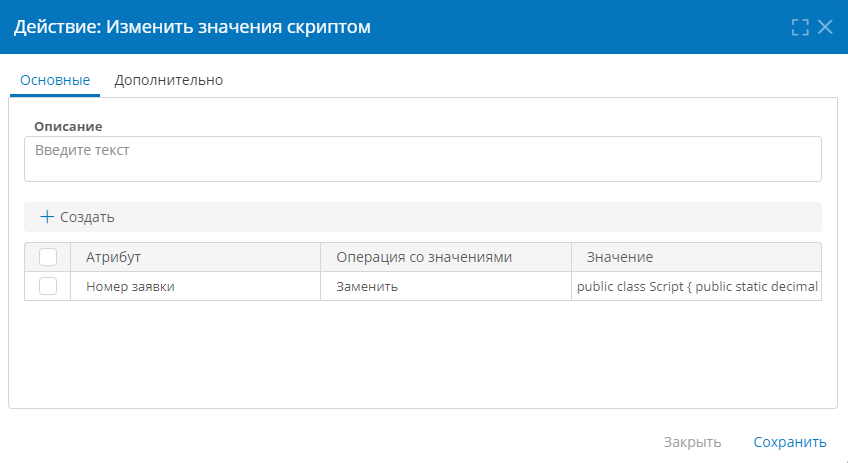 Действие: Изменить значения скриптом
Основные Дополнительно
Описание
Введите текст
Создать
Атрибут Операция со значениями Значение
Номер заявки Заменить public class Script { public static decimal
Закрыть Сохранить